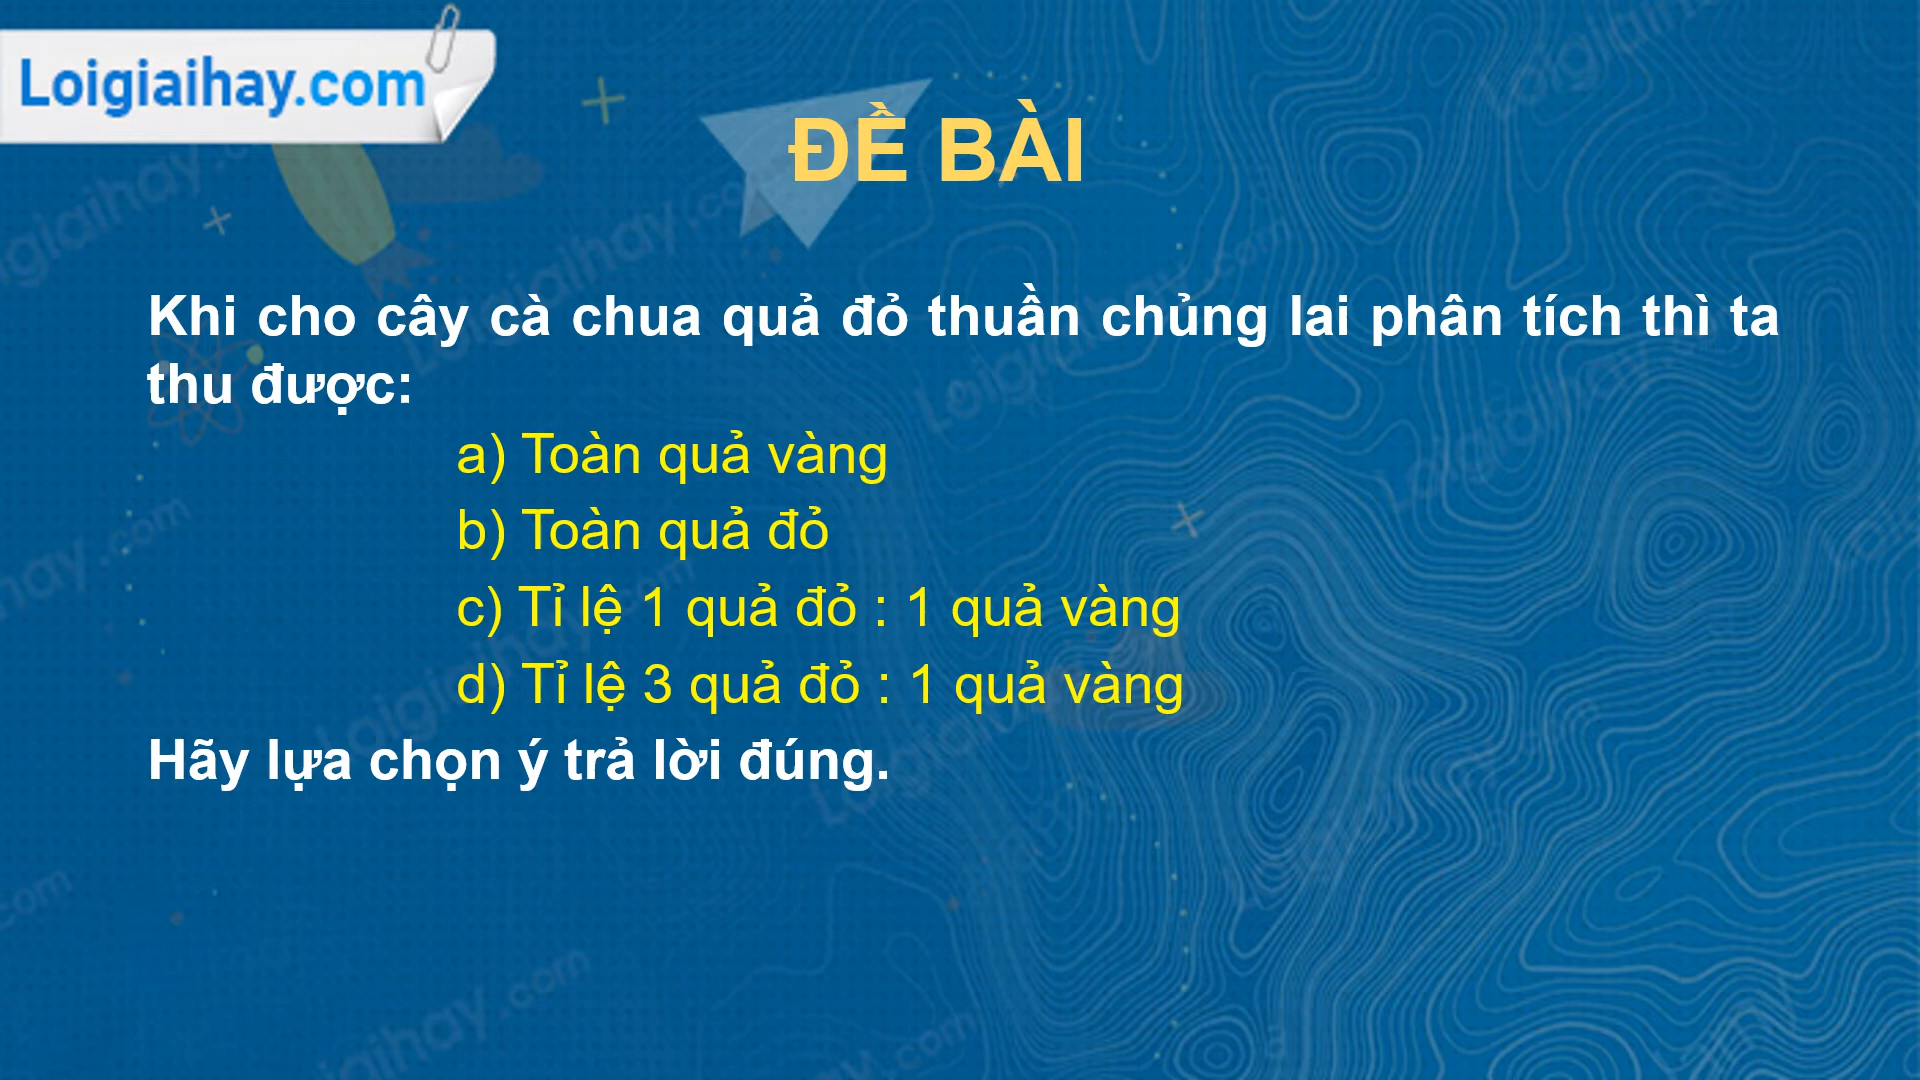 Loigiaihay.com
ĐỀ BÀI
Khi cho cây cà chua quả đỏ thuần chủng lai phân tích thì ta
thu được:
a) Toàn quả vàng
b) Toàn quả đỏ
c) Tỉ lệ 1 quả đỏ : 1 quả vàng
d) Tỉ lệ 3 quả đỏ : 1 quả vàng
Hãy lựa chọn ý trả lời đúng.